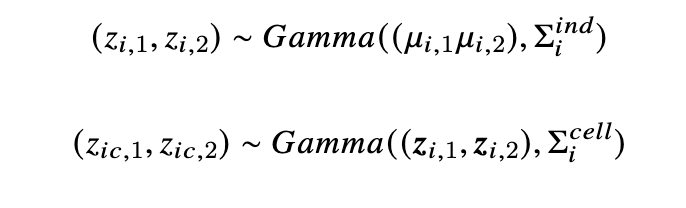 (z_{i,1}, z_{i,2}) ~ Gamma((μ_{i,1}μ_{i,2}), Σ_i^{ind})
(z_{ic,1}, z_{ic,2}) ~ Gamma((𝒛_{i,1}, 𝒛_{i,2}), Σ_i^{cell})